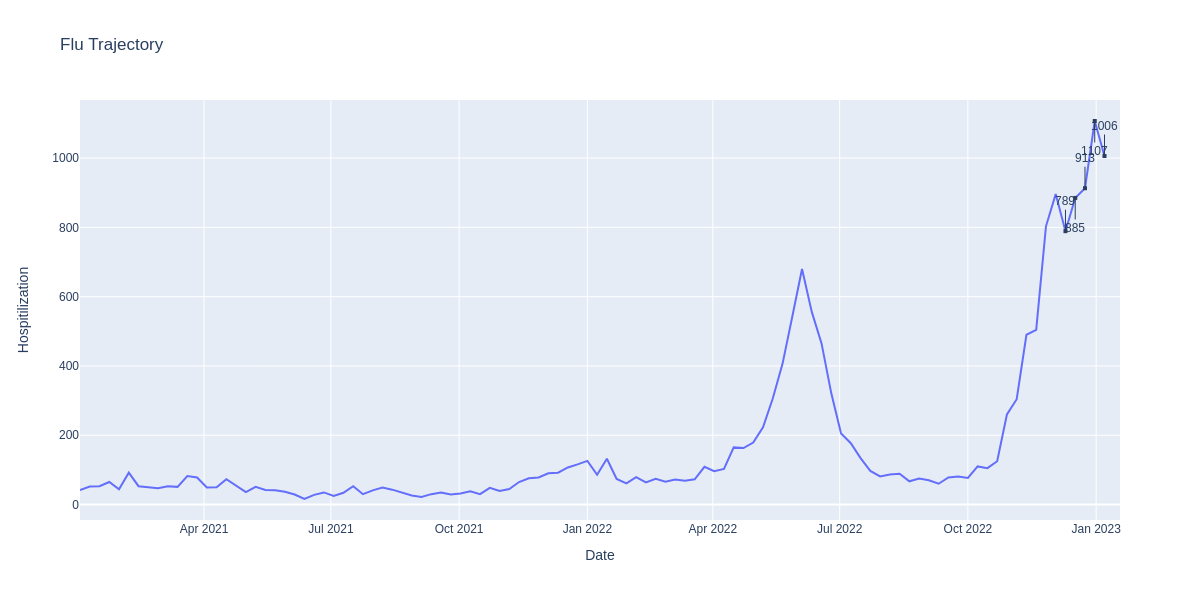 Flu Trajectory
1006
1107
913
1000
789
885
800
600
400
200
0
Hospitilization
Apr 2021
Jul 2021
Oct 2021
Jan 2022
Apr 2022
Jul 2022
Oct 2022
Jan 2023
Date